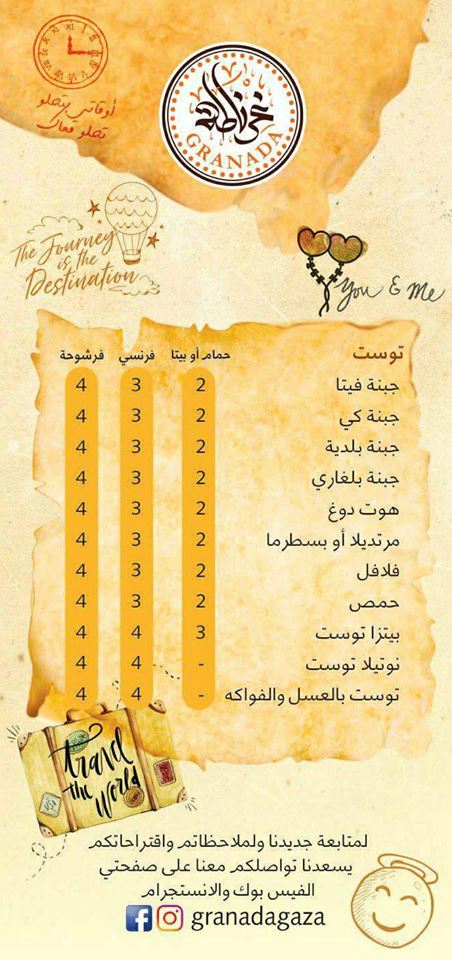 أوقاتي بتحلو
تحلو فعالن
غرناطة
GRANADA
The Journey
is the
Destination
You & Me
توست حمام أو بيتا فرنسي فرشوحة
جبنة فيتا 2 3 4
جبنة كي 2 3 4
جبنة بلدية 2 3 4
جبنة بلغاري 2 3 4
هوت دوغ 2 3 4
مرتديلا أو بسطرما 2 3 4
فلافل 2 3 4
حمص 2 3 4
بيتزا توست 3 4 4
نوتيلا توست - 4 4
توست بالعسل والفواكه - 4 4
travel
the
World
لمتابعة جديدنا ولملاحظاتكم واقتراحاتكم
يسعدنا تواصلكم معنا على صفحتي
الفيس بوك والانستجرام
granadagaza